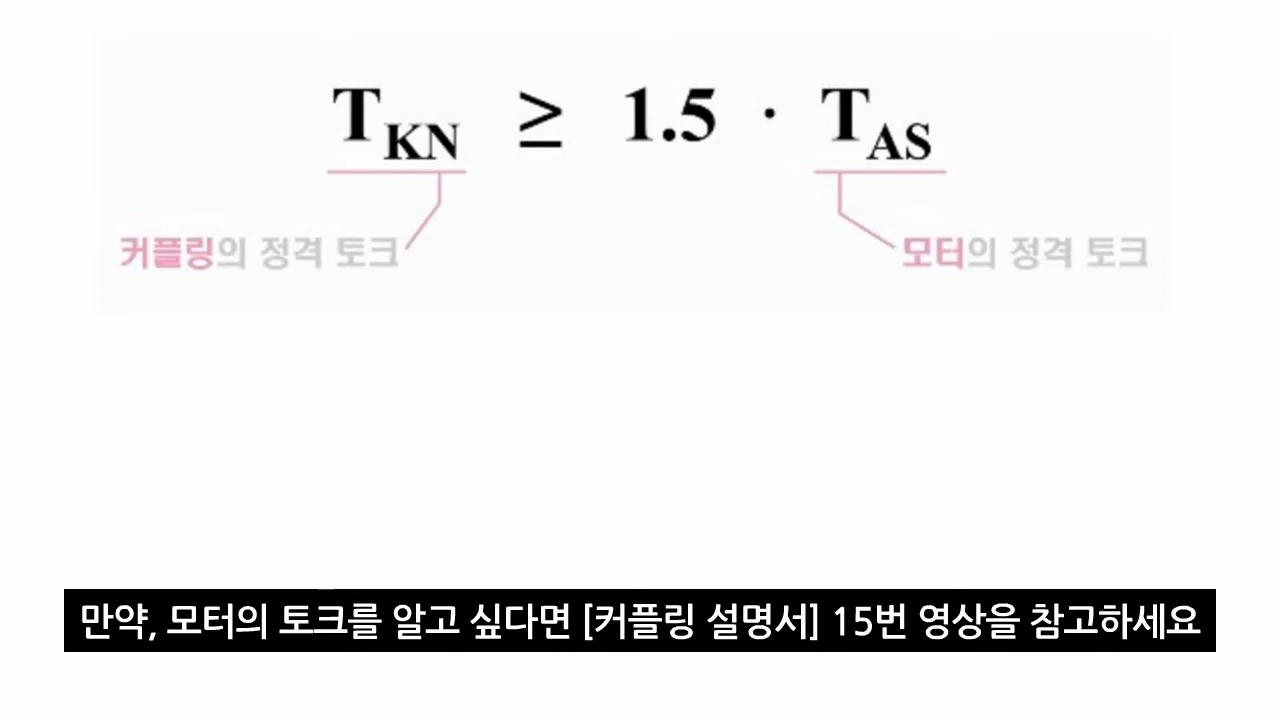 T_KN ≥ 1.5 · T_AS
커플링의 정격 토크
모터의 정격 토크
만약, 모터의 토크를 알고 싶다면 [커플링 설명서] 15번 영상을 참고하세요